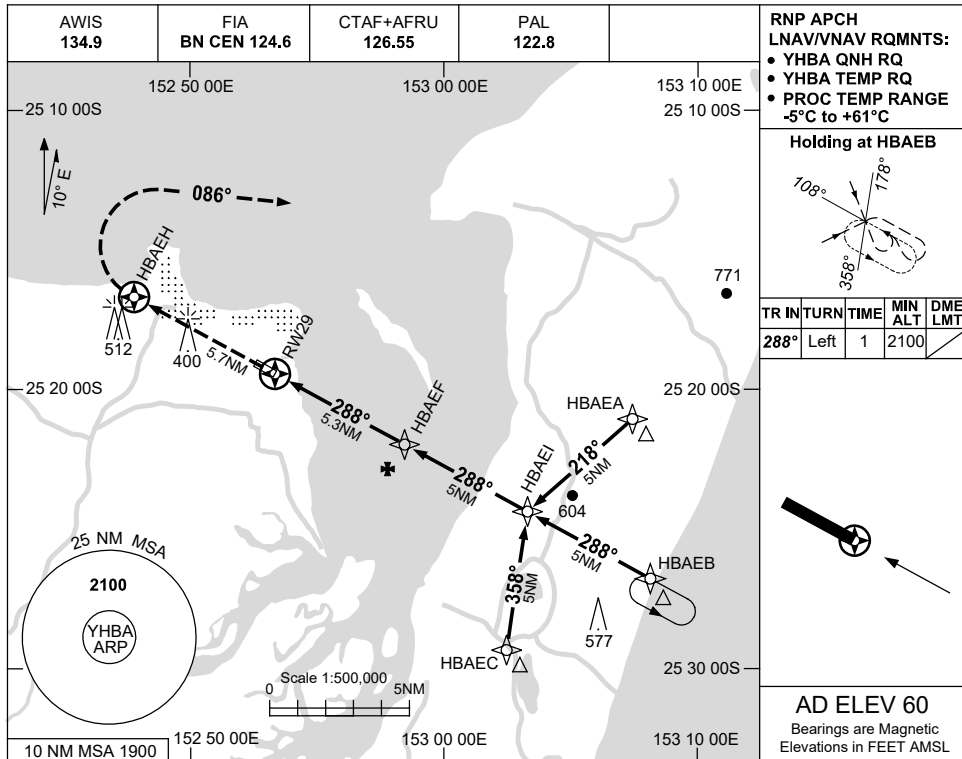 AWIS
134.9
FIA
BN CEN 124.6
CTAF+AFRU
126.55
PAL
122.8
RNP APCH
LNAV/VNAV RQMNTS:
• YHBA QNH RQ
• YHBA TEMP RQ
• PROC TEMP RANGE
-5°C to +61°C
152 50 00E
153 00 00E
153 10 00E
25 10 00S
25 10 00S
10° E
086°
HBAEH
512
400
5.7NM
RW29
771
Holding at HBAEB
108°
178°
358°
TR IN
TURN
TIME
MIN ALT
DME LMT
288°
Left
1
2100
25 20 00S
25 20 00S
288°
5.3NM
HBAEF
288°
5NM
HBAEI
HBAEA
218°
5NM
604
288°
5NM
HBAEB
358°
5NM
577
HBAEC
25 NM MSA
2100
YHBA
ARP
Scale 1:500,000
0
5NM
25 30 00S
10 NM MSA 1900
152 50 00E
153 00 00E
153 10 00E
AD ELEV 60
Bearings are Magnetic
Elevations in FEET AMSL